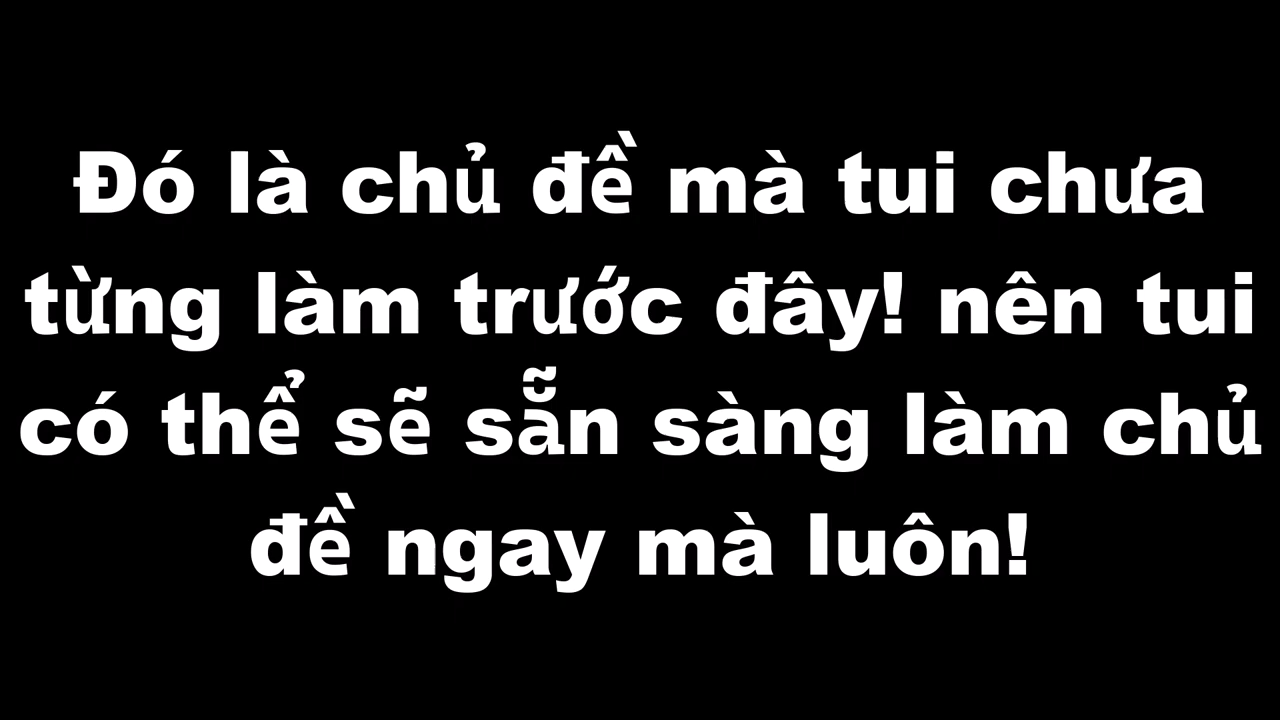 Đó là chủ đề mà tui chưa
từng làm trước đây! nên tui
có thể sẽ sẵn sàng làm chủ
đề ngay mà luôn!